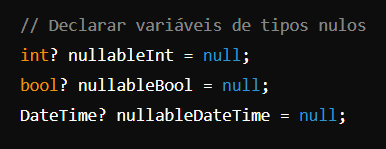 // Declarar variáveis de tipos nulos
int? nullableInt = null;
bool? nullableBool = null;
DateTime? nullableDateTime = null;